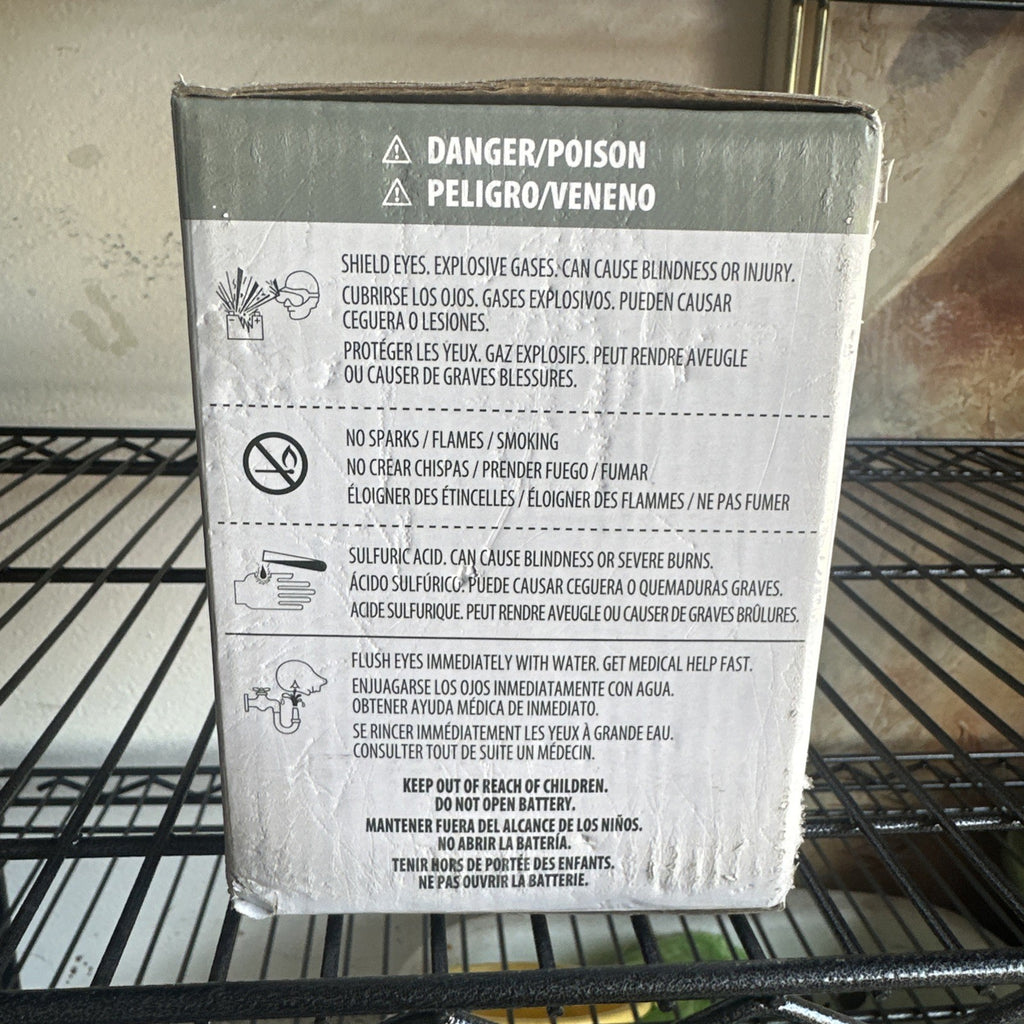 DANGER/POISON
PELIGRO/VENENO
SHIELD EYES. EXPLOSIVE GASES. CAN CAUSE BLINDNESS OR INJURY.
CUBRIRSE LOS OJOS. GASES EXPLOSIVOS. PUEDEN CAUSAR
CEGUERA O LESIONES.
PROTÉGER LES YEUX. GAZ EXPLOSIFS. PEUT RENDRE AVEUGLE
OU CAUSER DE GRAVES BLESSURES.
NO SPARKS / FLAMES / SMOKING
NO CREAR CHISPAS / PRENDER FUEGO / FUMAR
ÉLOIGNER DES ÉTINCELLES / ÉLOIGNER DES FLAMMES / NE PAS FUMER
SULFURIC ACID. CAN CAUSE BLINDNESS OR SEVERE BURNS.
ÁCIDO SULFÚRICO. PUEDE CAUSAR CEGUERA O QUEMADURAS GRAVES.
ACIDE SULFURIQUE. PEUT RENDRE AVEUGLE OU CAUSER DE GRAVES BRÛLURES.
FLUSH EYES IMMEDIATELY WITH WATER. GET MEDICAL HELP FAST.
ENJUAGARSE LOS OJOS INMEDIATAMENTE CON AGUA.
OBTENER AYUDA MÉDICA DE INMEDIATO.
SE RINCER IMMÉDIATEMENT LES YEUX À GRANDE EAU.
CONSULTER TOUT DE SUITE UN MÉDECIN.
KEEP OUT OF REACH OF CHILDREN.
DO NOT OPEN BATTERY.
MANTENER FUERA DEL ALCANCE DE LOS NIÑOS.
NO ABRIR LA BATERÍA.
TENIR HORS DE PORTÉE DES ENFANTS.
NE PAS OUVRIR LA BATTERIE.